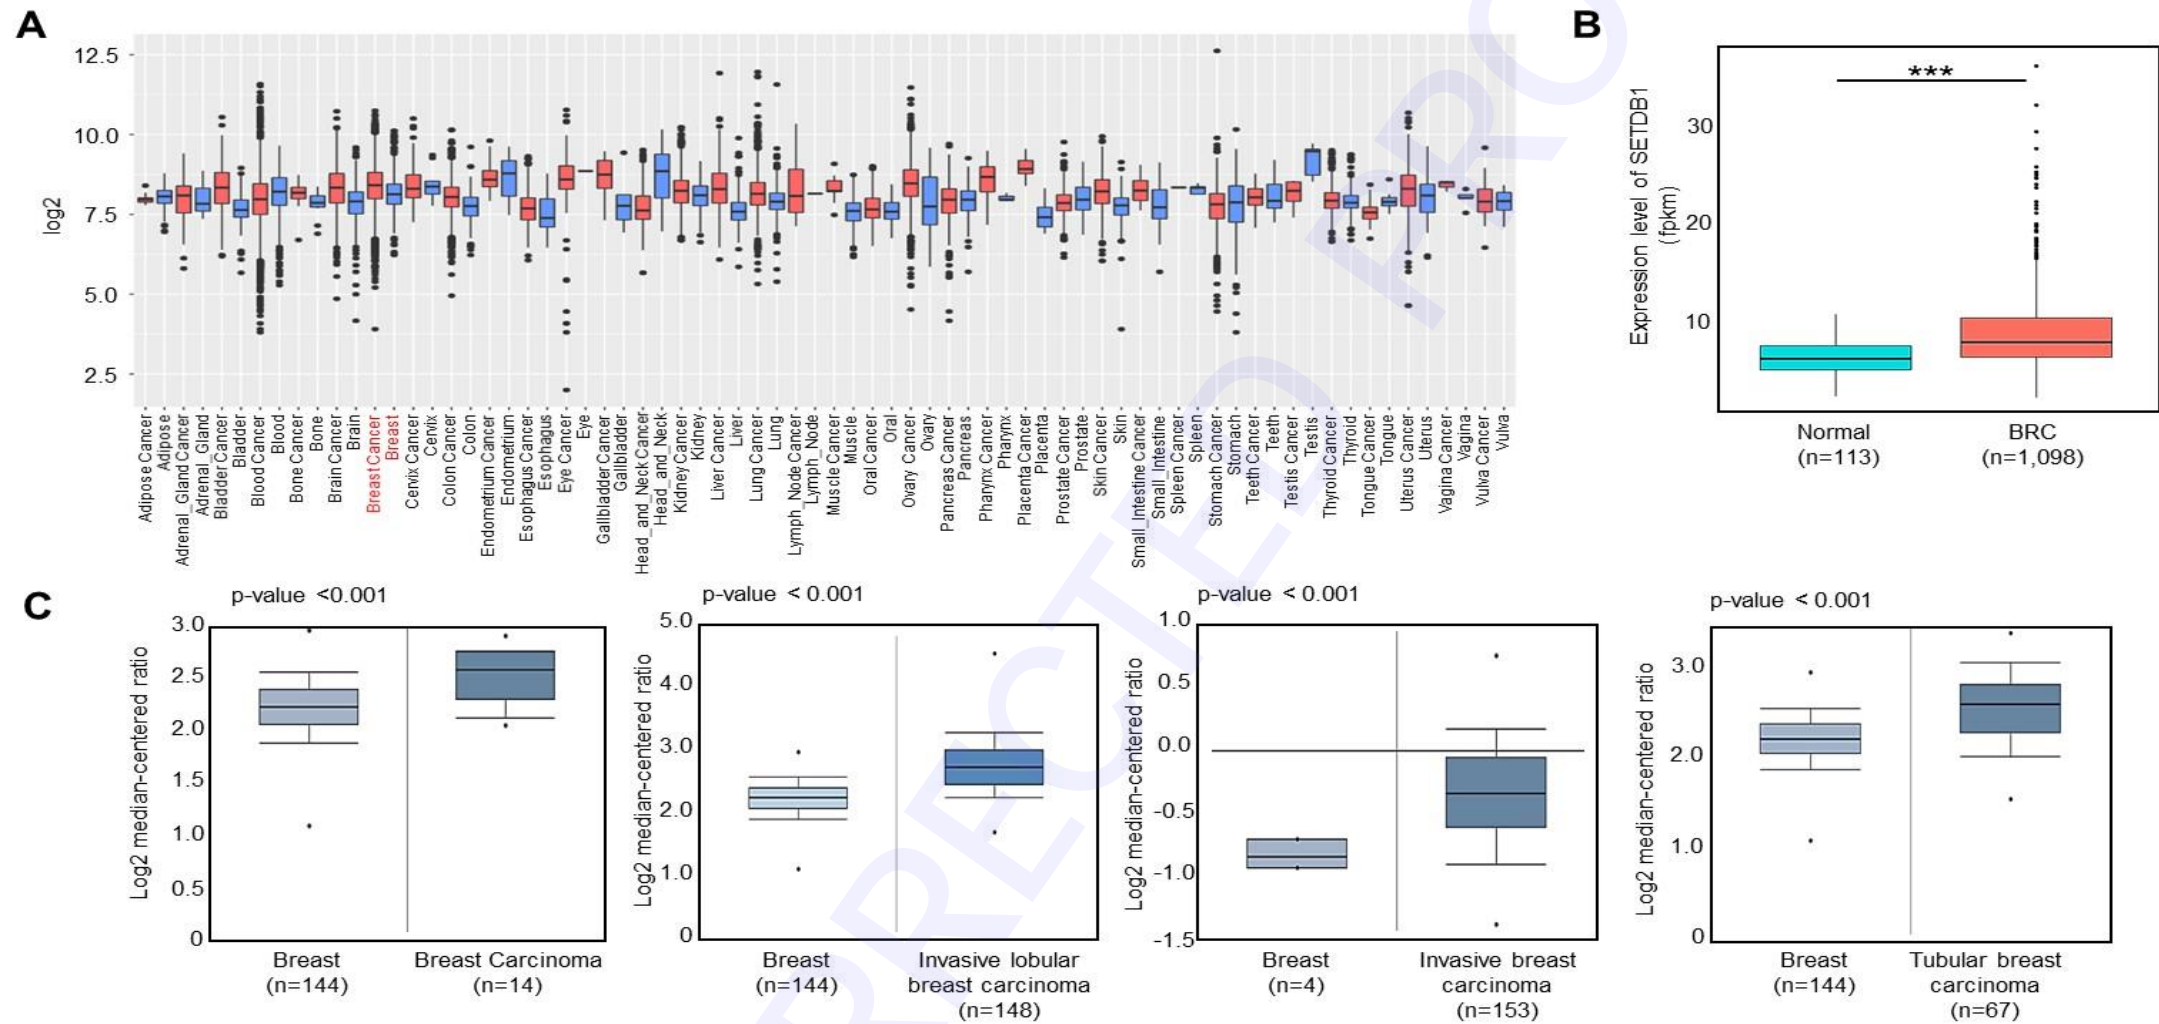 A
B
12.5
10.0
7.5
5.0
2.5
log2
Adipose Cancer
Adipose
Adrenal_Gland Cancer
Adrenal_Gland
Bladder Cancer
Bladder
Blood Cancer
Blood
Bone Cancer
Bone
Brain Cancer
Brain
Breast Cancer
Breast
Cervix Cancer
Cervix
Colon Cancer
Colon
Endometrium Cancer
Endometrium
Esophagus Cancer
Esophagus
Eye Cancer
Eye
Gallbladder Cancer
Gallbladder
Head_and_Neck Cancer
Head_and_Neck
Kidney Cancer
Kidney
Liver Cancer
Liver
Lung Cancer
Lung
Lymph_Node Cancer
Lymph_Node
Muscle Cancer
Muscle
Oral Cancer
Oral
Ovary Cancer
Ovary
Pancreas Cancer
Pancreas
Pharynx Cancer
Pharynx
Placenta Cancer
Placenta
Prostate Cancer
Prostate
Skin Cancer
Skin
Small_Intestine Cancer
Small_Intestine
Spleen Cancer
Spleen
Stomach Cancer
Stomach
Teeth Cancer
Teeth
Testis Cancer
Testis
Thyroid Cancer
Thyroid
Tongue Cancer
Tongue
Uterus Cancer
Uterus
Vagina Cancer
Vagina
Vulva Cancer
Vulva
***
Expression level of SETDB1
(fpkm)
30
20
10
Normal
(n=113)
BRC
(n=1,098)
C
p-value <0.001
Log2 median-centered ratio
3.0
2.5
2.0
1.5
1.0
0.5
0
Breast
(n=144)
Breast Carcinoma
(n=14)
p-value < 0.001
Log2 median-centered ratio
5.0
4.0
3.0
2.0
1.0
0
Breast
(n=144)
Invasive lobular
breast carcinoma
(n=148)
p-value < 0.001
Log2 median-centered ratio
1.0
0.5
0.0
-0.5
-1.0
-1.5
Breast
(n=4)
Invasive breast
carcinoma
(n=153)
p-value < 0.001
Log2 median-centered ratio
3.0
2.0
1.0
0
Breast
(n=144)
Tubular breast
carcinoma
(n=67)